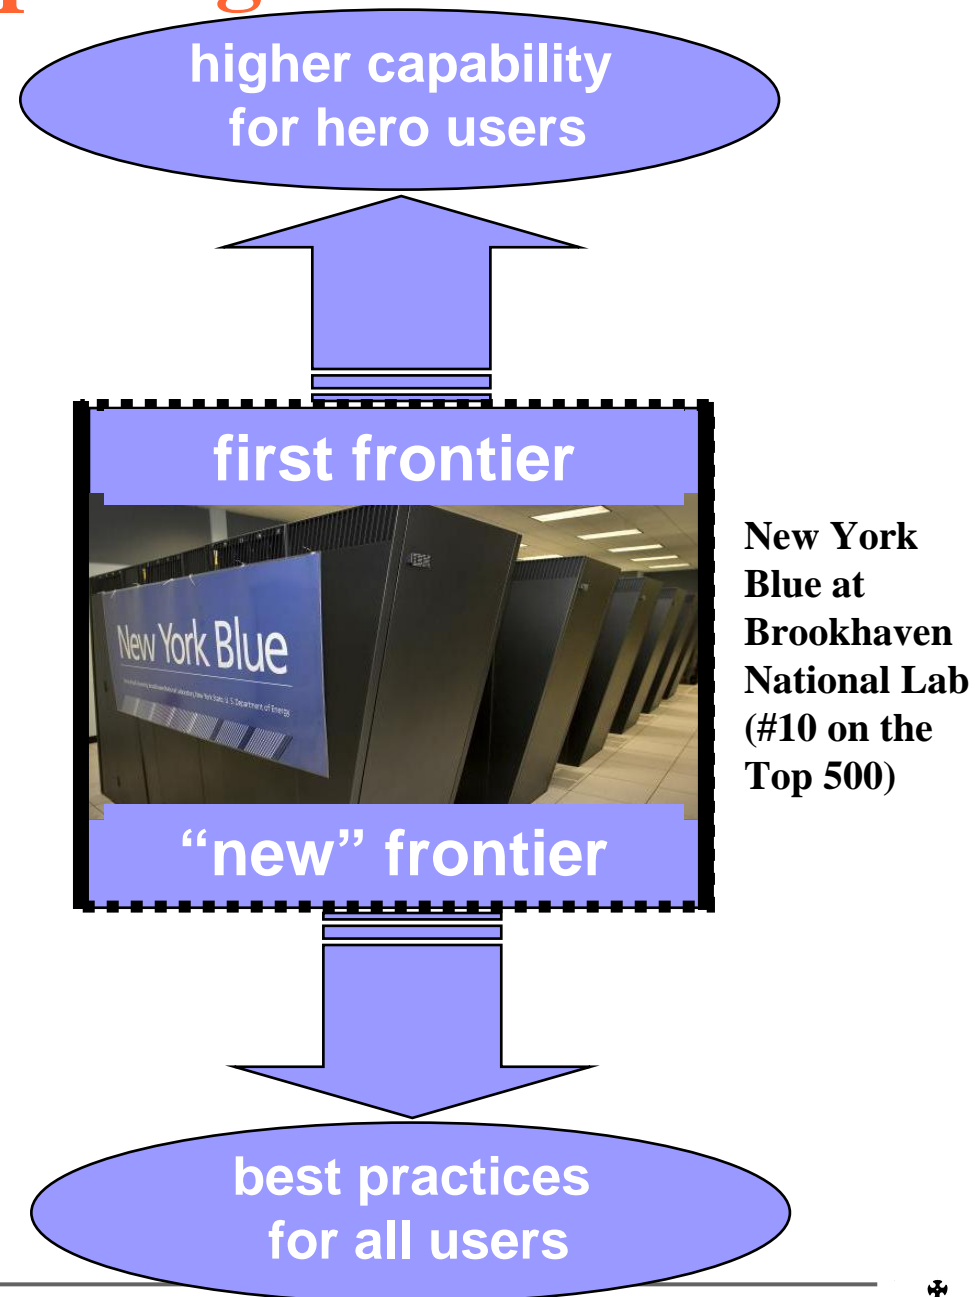 higher capability
for hero users
first frontier
IBM
New York Blue
“new” frontier
New York
Blue at
Brookhaven
National Lab
(#10 on the
Top 500)
best practices
for all users